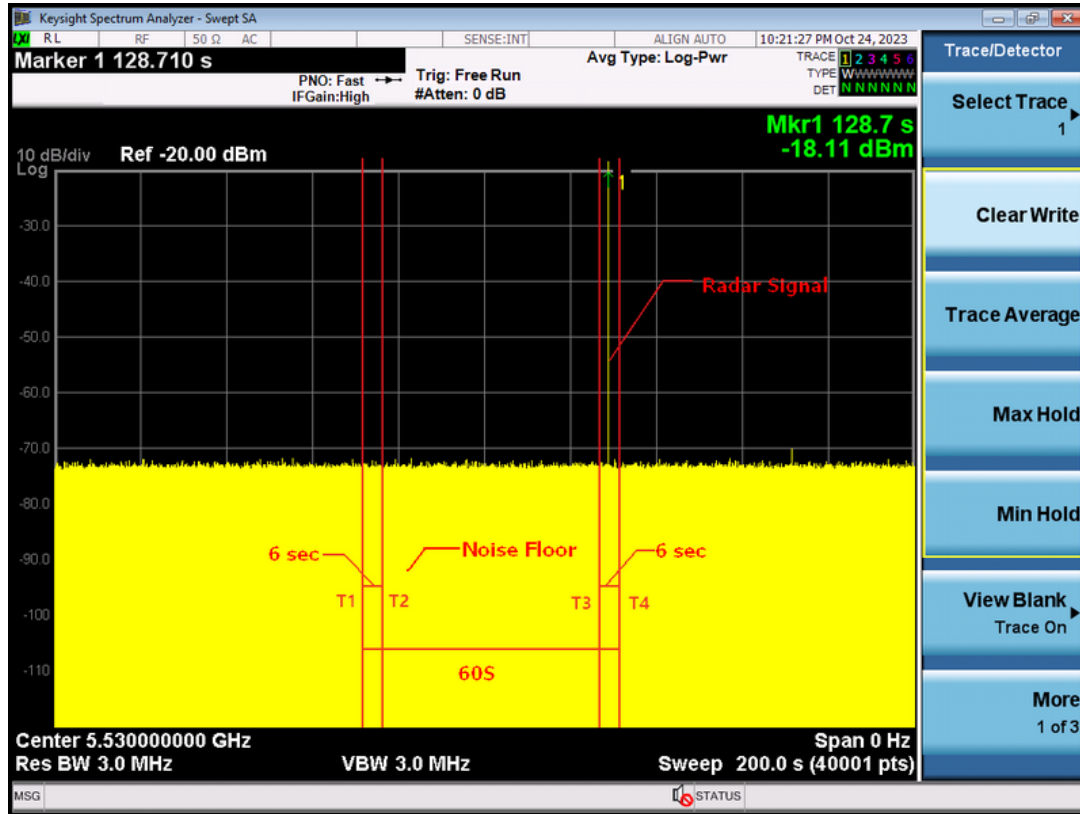 Keysight Spectrum Analyzer - Swept SA
RL RF 50 Ω AC SENSE:INT ALIGN AUTO 10:21:27 PM Oct 24, 2023
Marker 1 128.710 s
PNO: Fast
IFGain:High
Trig: Free Run
#Atten: 0 dB
Avg Type: Log-Pwr
TRACE 1 2 3 4 5 6
TYPE WWWWWWW
DET N N N N N N
Mkr1 128.7 s
-18.11 dBm
10 dB/div Ref -20.00 dBm
Log
1
-30.0
-40.0
Radar Signal
-50.0
-60.0
-70.0
-80.0
6 sec Noise Floor 6 sec
-90.0
T1 T2 T3 T4
-100
-110
60S
Center 5.530000000 GHz Span 0 Hz
Res BW 3.0 MHz VBW 3.0 MHz Sweep 200.0 s (40001 pts)
MSG STATUS
Trace/Detector
Select Trace
1
Clear Write
Trace Average
Max Hold
Min Hold
View Blank
Trace On
More
1 of 3